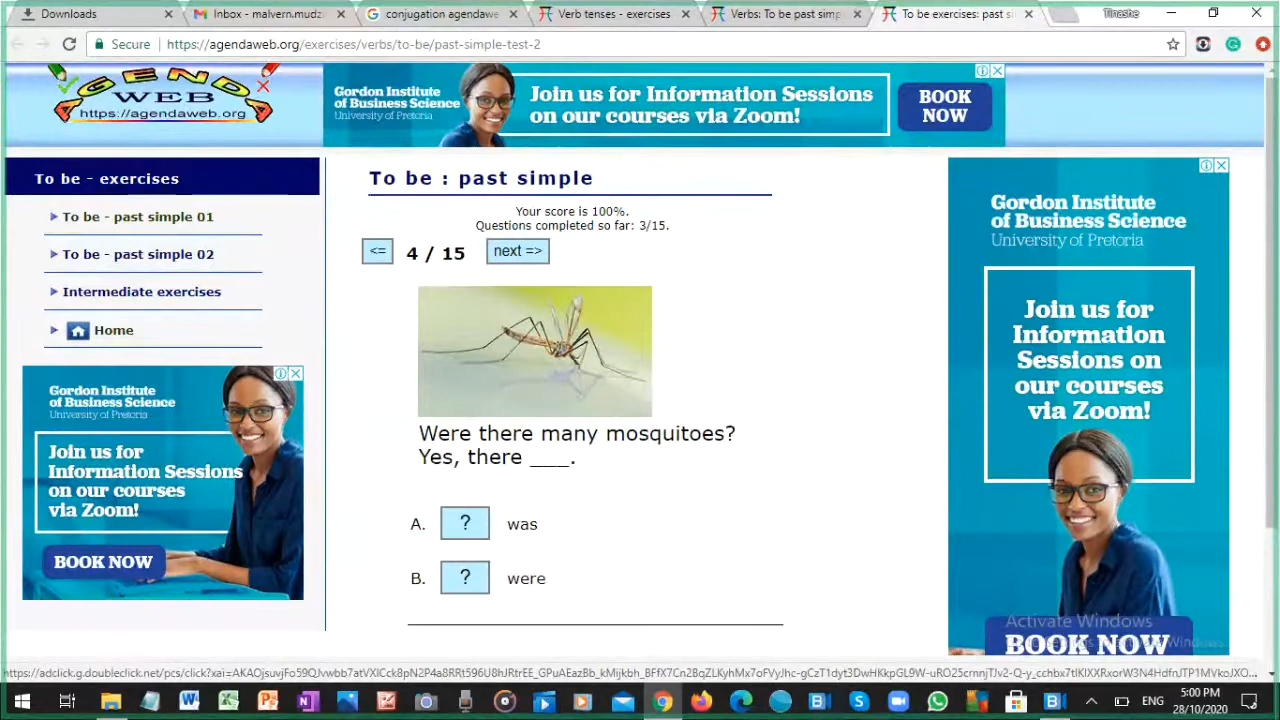 Downloads
Inbox - malvern.mudz
conjugation agendawe
Verb tenses - exercises
Verbs: To be past simp
To be exercises: past si
Tinashe
Secure
https://agendaweb.org/exercises/verbs/to-be/past-simple-test-2
AGEND
WEB
https://agendaweb.org
Gordon Institute
of Business Science
University of Pretoria
Join us for Information Sessions
on our courses via Zoom!
BOOK
NOW
To be - exercises
To be - past simple 01
To be - past simple 02
Intermediate exercises
Home
Gordon Institute
of Business Science
University of Pretoria
Join us for
Information Sessions
on our courses
via Zoom!
BOOK NOW
To be : past simple
Your score is 100%.
Questions completed so far: 3/15.
<=
4 / 15
next =>
Were there many mosquitoes?
Yes, there ___.
A. ? was
B. ? were
Gordon Institute
of Business Science
University of Pretoria
Join us for
Information
Sessions on
our courses
via Zoom!
Activate Windows
BOOK NOW
ENG
5:00 PM
28/10/2020